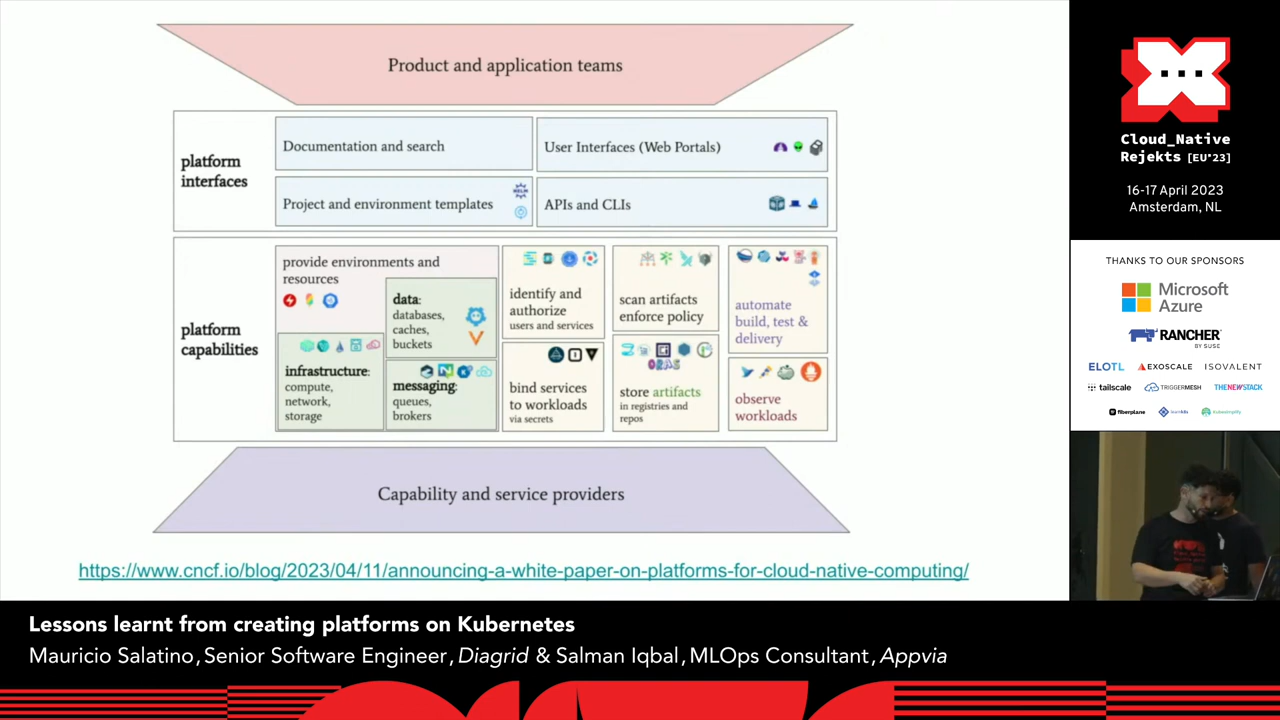 Product and application teams
platform
interfaces
Documentation and search
User Interfaces (Web Portals)
Project and environment templates
HELM
APIs and CLIs
platform
capabilities
provide environments and
resources
data:
databases,
caches,
buckets
infrastructure:
compute,
network,
storage
messaging:
queues,
brokers
identify and
authorize
users and services
bind services
to workloads
via secrets
scan artifacts
enforce policy
ORAS
store artifacts
in registries and
repos
automate
build, test &
delivery
observe
workloads
Capability and service providers
https://www.cncf.io/blog/2023/04/11/announcing-a-white-paper-on-platforms-for-cloud-native-computing/
Cloud_Native
Rejekts [EU'23]
16-17 April 2023
Amsterdam, NL
THANKS TO OUR SPONSORS
Microsoft
Azure
RANCHER
BY SUSE
ELOTL
EXOSCALE
ISOVALENT
tailscale
TRIGGERMESH
THENEWSTACK
fiberplane
learnk8s
kubesimplify
Lessons learnt from creating platforms on Kubernetes
Mauricio Salatino, Senior Software Engineer, Diagrid & Salman Iqbal, MLOps Consultant, Appvia